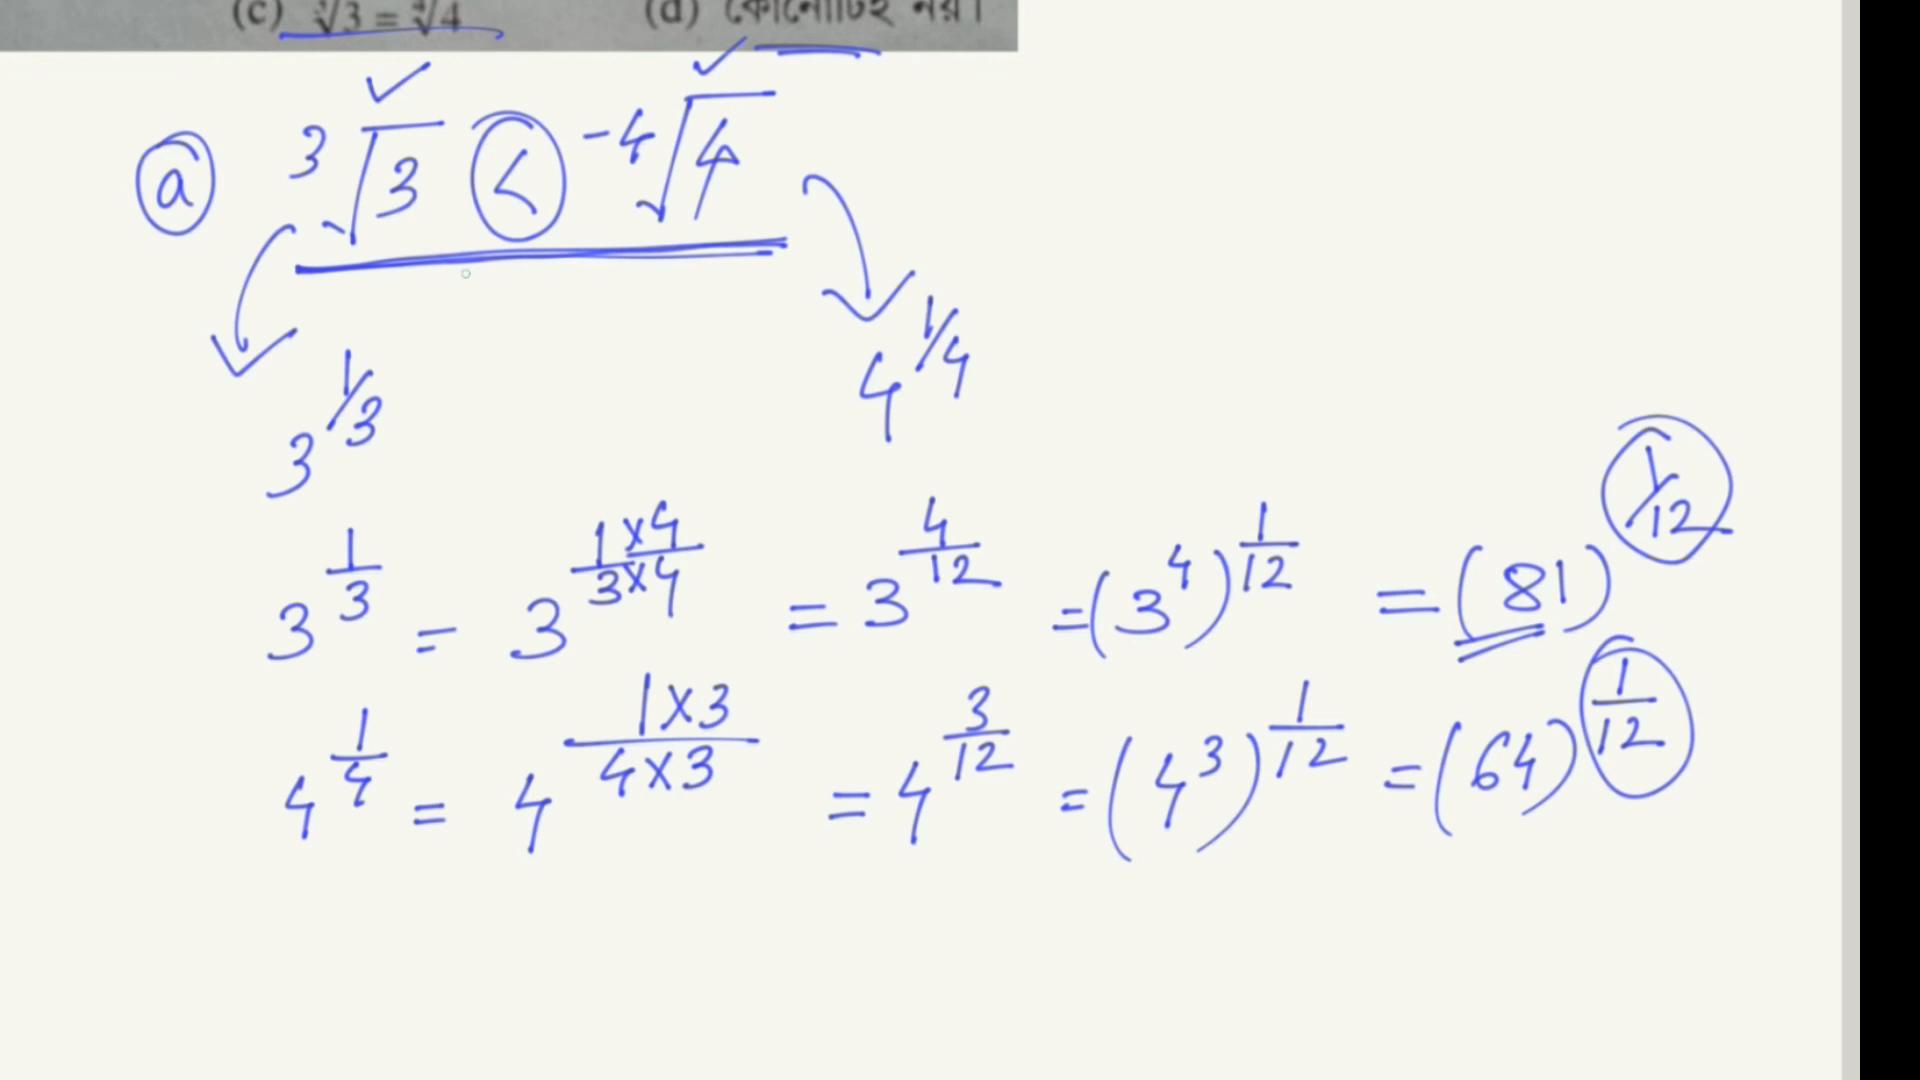 (c) ∛3 = ∜4 (d) কোনোটিই নয়।
(a) 3√3 < -4√4
3^1/3 4^1/4
3^(1/3) = 3^(1×4/3×4) = 3^(4/12) = (3^4)^(1/12) = (81)^(1/12)
4^(1/4) = 4^(1×3/4×3) = 4^(3/12) = (4^3)^(1/12) = (64)^(1/12)